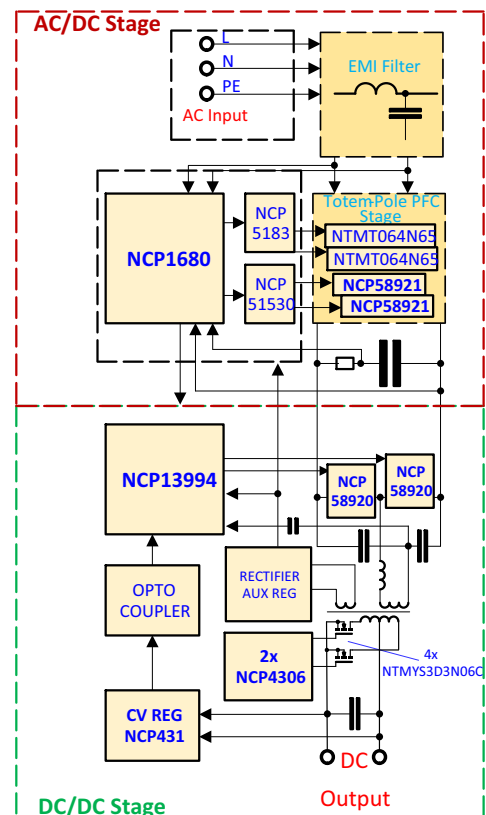 AC/DC Stage
L
N
PE
AC Input
EMI Filter
NCP1680
NCP
5183
NCP
51530
Totem-Pole PFC
Stage
NTMT064N65
NTMT064N65
NCP58921
NCP58921
NCP13994
NCP
58920
NCP
58920
OPTO
COUPLER
RECTIFIER
AUX REG
2x
NCP4306
4x
NTMYS3D3N06C
CV REG
NCP431
DC
Output
DC/DC Stage